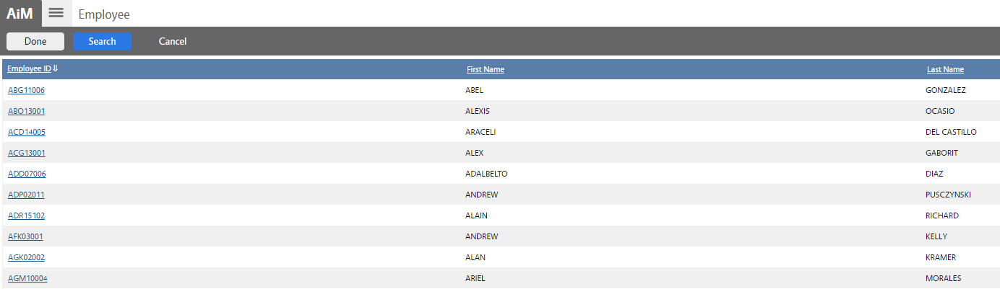 AiM Employee
Done Search Cancel
Employee ID⇓ First Name Last Name
ABG11006 ABEL GONZALEZ
ABO13001 ALEXIS OCASIO
ACD14005 ARACELI DEL CASTILLO
ACG13001 ALEX GABORIT
ADD07006 ADALBELTO DIAZ
ADP02011 ANDREW PUSCZYNSKI
ADR15102 ALAIN RICHARD
AFK03001 ANDREW KELLY
AGK02002 ALAN KRAMER
AGM10004 ARIEL MORALES